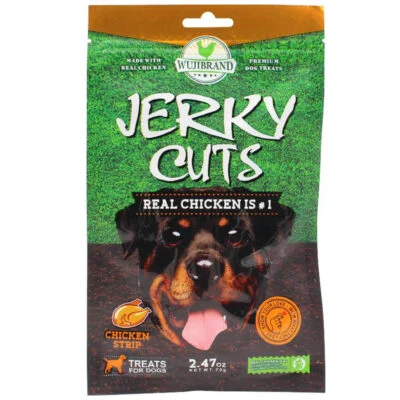 MADE WITH
REAL CHICKEN
WUJIBRAND
PREMIUM
DOG TREATS
JERKY
CUTS
REAL CHICKEN IS #1
CHICKEN
STRIP
TREATS
FOR DOGS
2.47oz
NET WT 70g